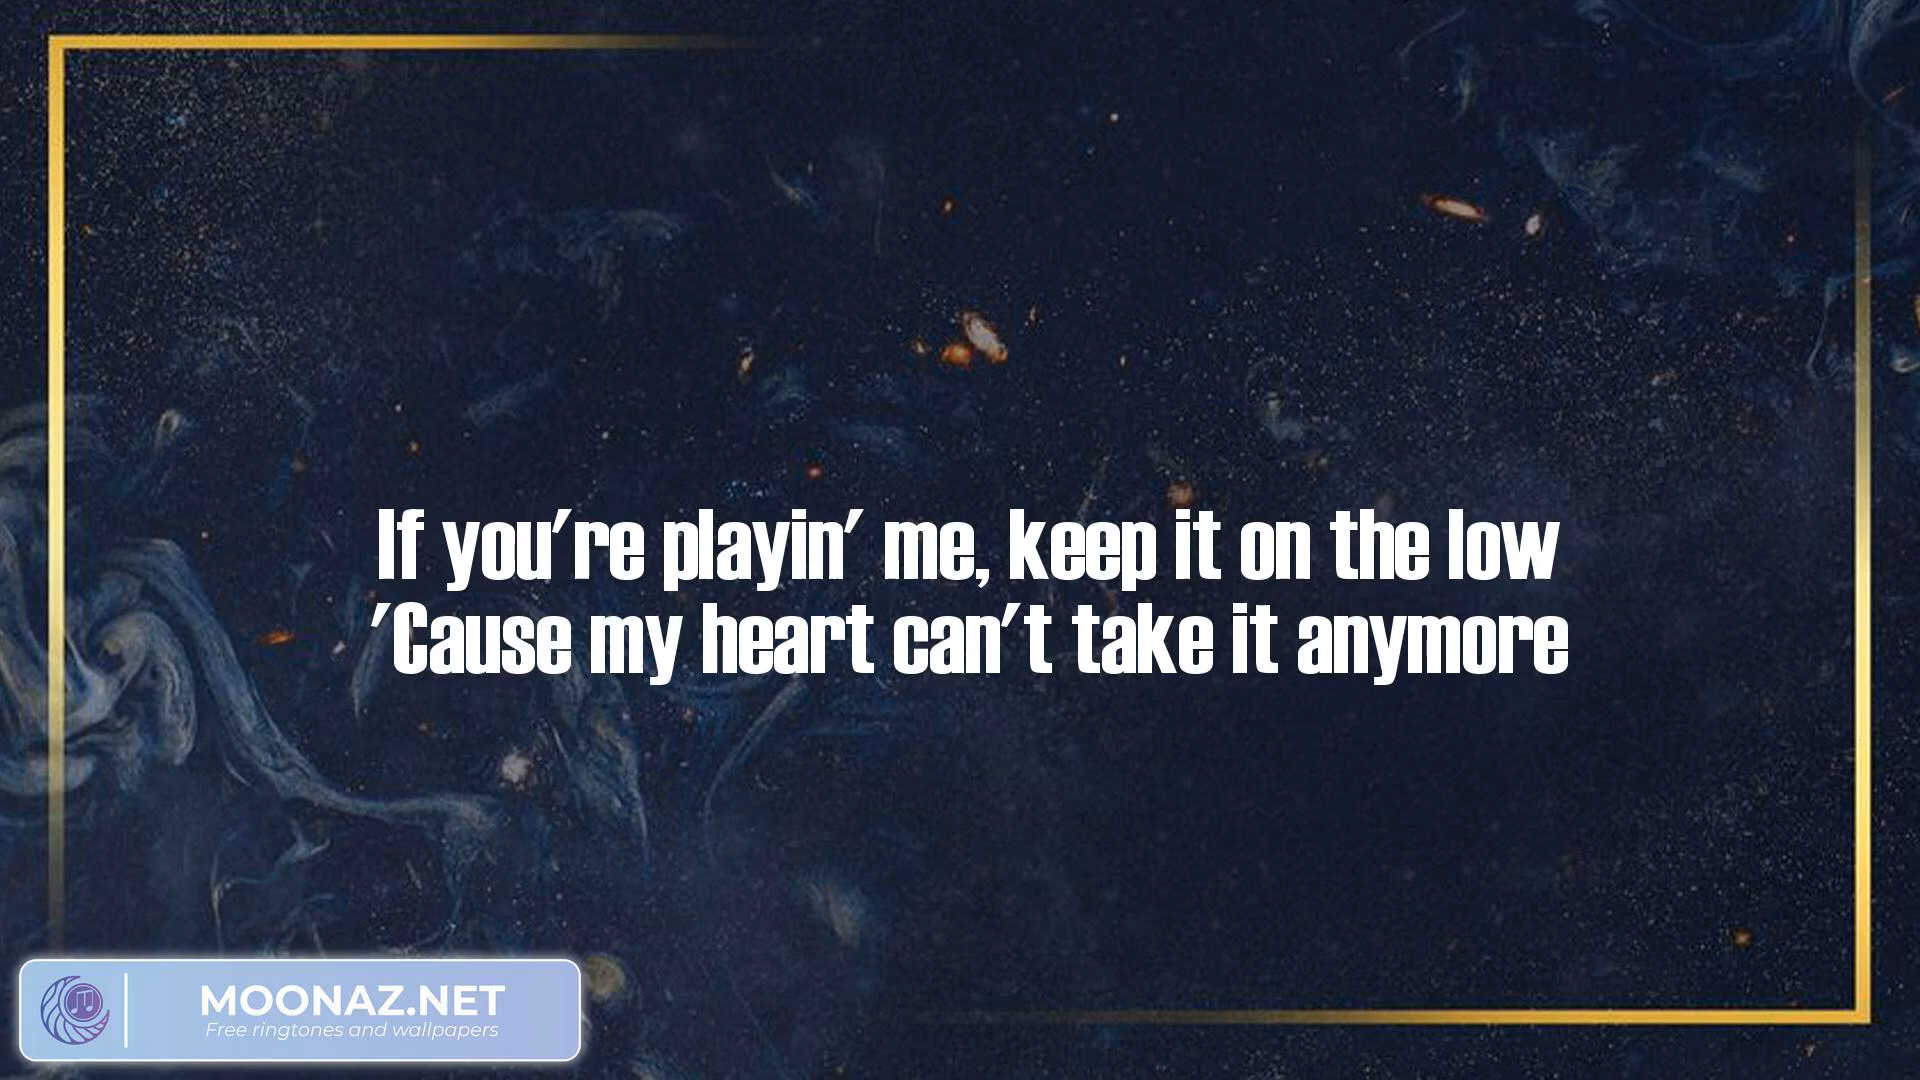 If you're playin' me, keep it on the low
'Cause my heart can't take it anymore
MOONAZ.NET
Free ringtones and wallpapers